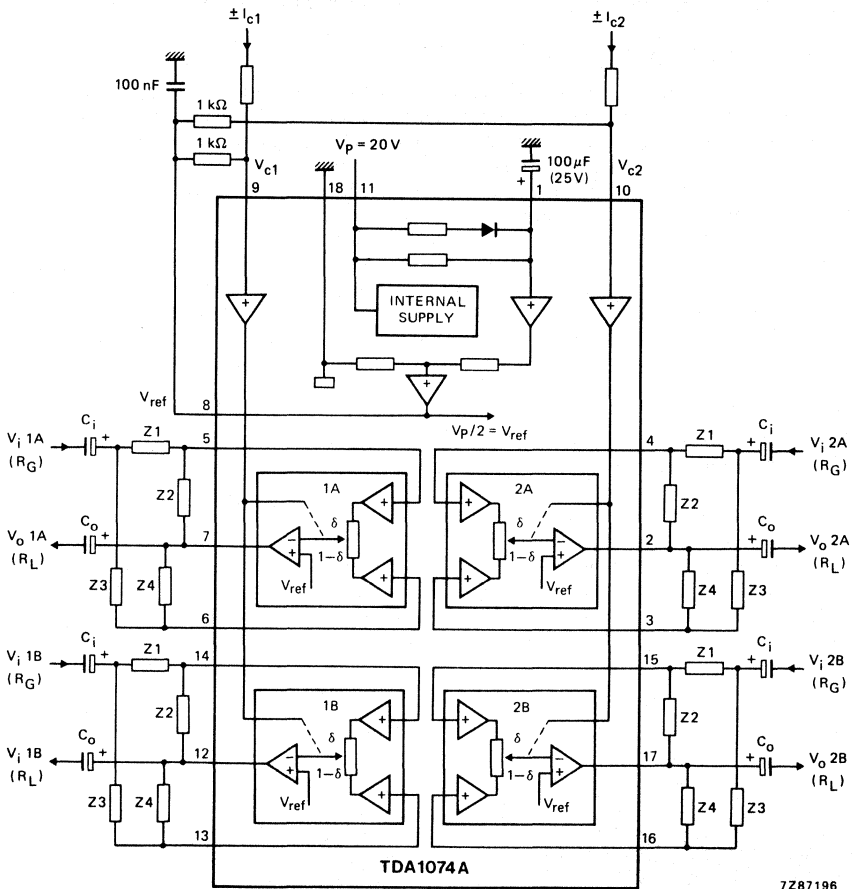 ± Ic1
± Ic2
100 nF
1 kΩ
1 kΩ
Vp = 20 V
100 µF
(25V)
+
Vc1
Vc2
9
18
11
1
10
+
INTERNAL
SUPPLY
+
+
+
Vref
8
Vp/2 = Vref
Vi 1A
(RG)
Ci
+
Z1
5
4
Z1
+
Ci
Vi 2A
(RG)
Z2
1A
+
δ
2A
+
δ
Z2
Vo 1A
(RL)
Co
+
7
−
+
1−δ
Vref
+
1−δ
−
+
Vref
+
2
+
Co
Vo 2A
(RL)
Z3
Z4
6
3
Z4
Z3
Vi 1B
(RG)
Ci
+
Z1
14
15
Z1
+
Ci
Vi 2B
(RG)
Z2
1B
+
δ
2B
+
δ
Z2
Vi 1B
(RL)
Co
+
12
−
+
1−δ
Vref
+
1−δ
−
+
Vref
+
17
+
Co
Vo 2B
(RL)
Z3
Z4
13
16
Z4
Z3
TDA1074A
7Z87196